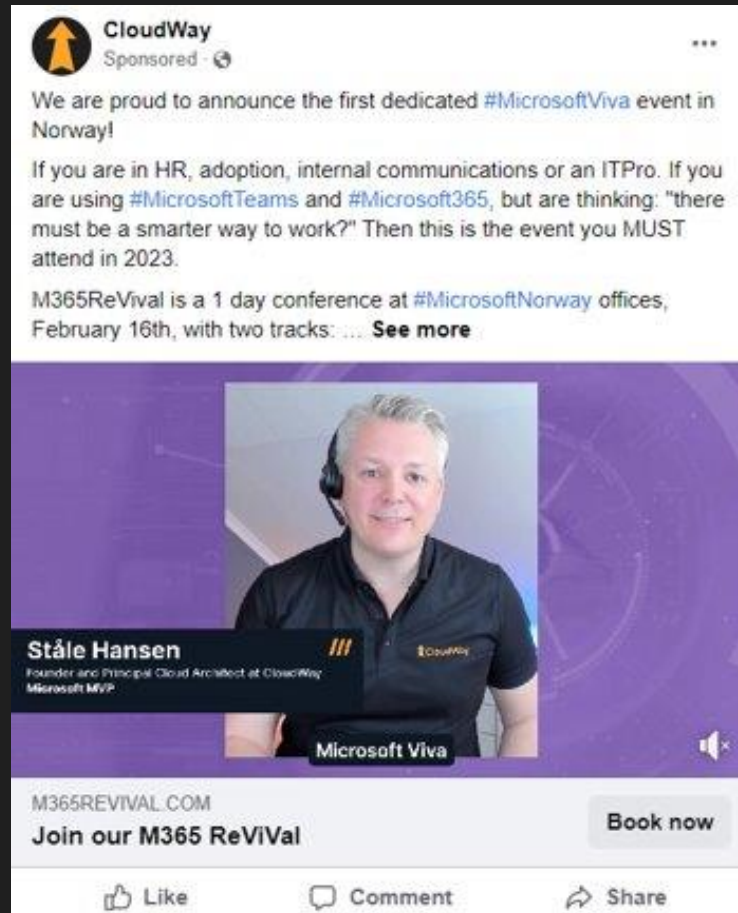 CloudWay
Sponsored ·
We are proud to announce the first dedicated #MicrosoftViva event in
Norway!
If you are in HR, adoption, internal communications or an ITPro. If you
are using #MicrosoftTeams and #Microsoft365, but are thinking: "there
must be a smarter way to work?" Then this is the event you MUST
attend in 2023.
M365ReVival is a 1 day conference at #MicrosoftNorway offices,
February 16th, with two tracks: ... See more
CloudWay
Ståle Hansen
Founder and Principal Cloud Architect at CloudWay
Microsoft MVP
Microsoft Viva
M365REVIVAL.COM
Join our M365 ReViVal
Book now
Like
Comment
Share